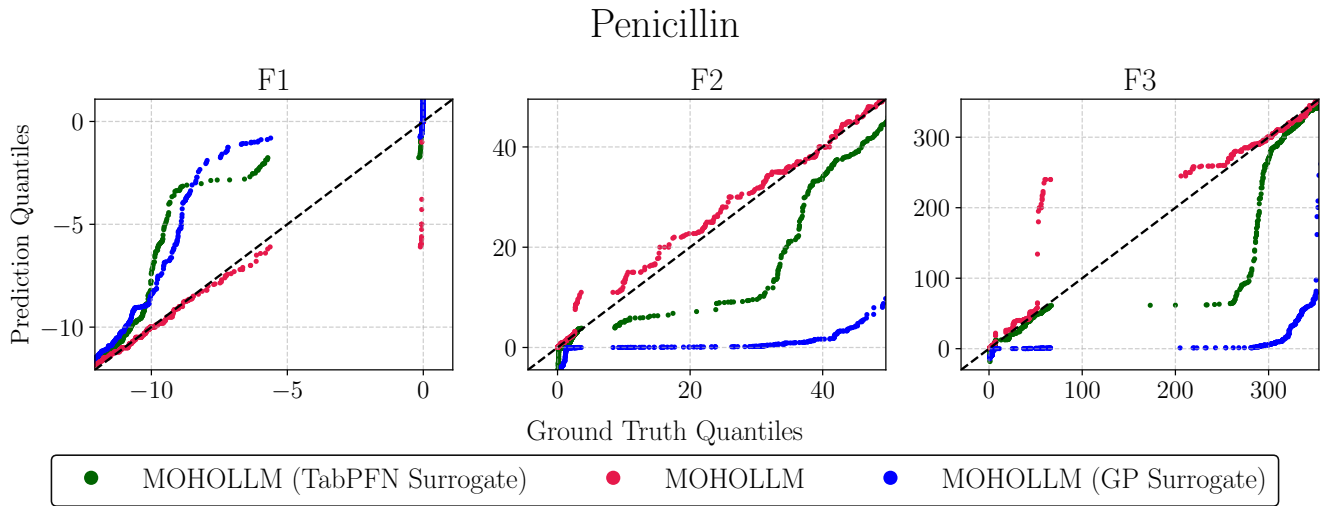 Penicillin
F1
F2
F3
Prediction Quantiles
0
−5
−10
−10
−5
0
40
20
0
0
20
40
300
200
100
0
0
100
200
300
Ground Truth Quantiles
MOHOLLM (TabPFN Surrogate)
MOHOLLM
MOHOLLM (GP Surrogate)